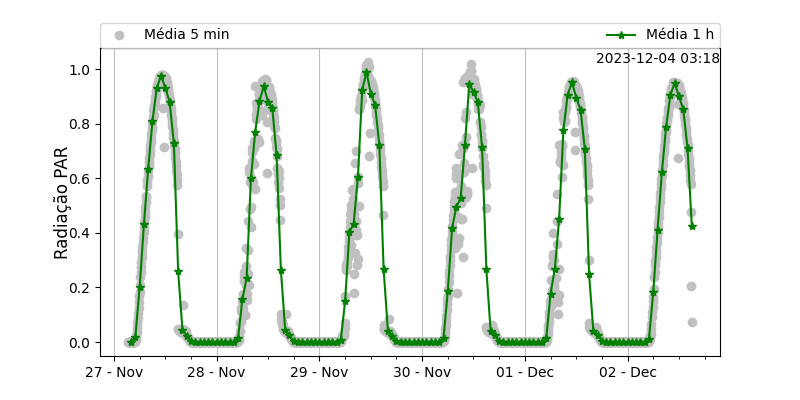 Média 5 min
Média 1 h
2023-12-04 03:18
Radiação PAR
1.0
0.8
0.6
0.4
0.2
0.0
27 - Nov
28 - Nov
29 - Nov
30 - Nov
01 - Dec
02 - Dec